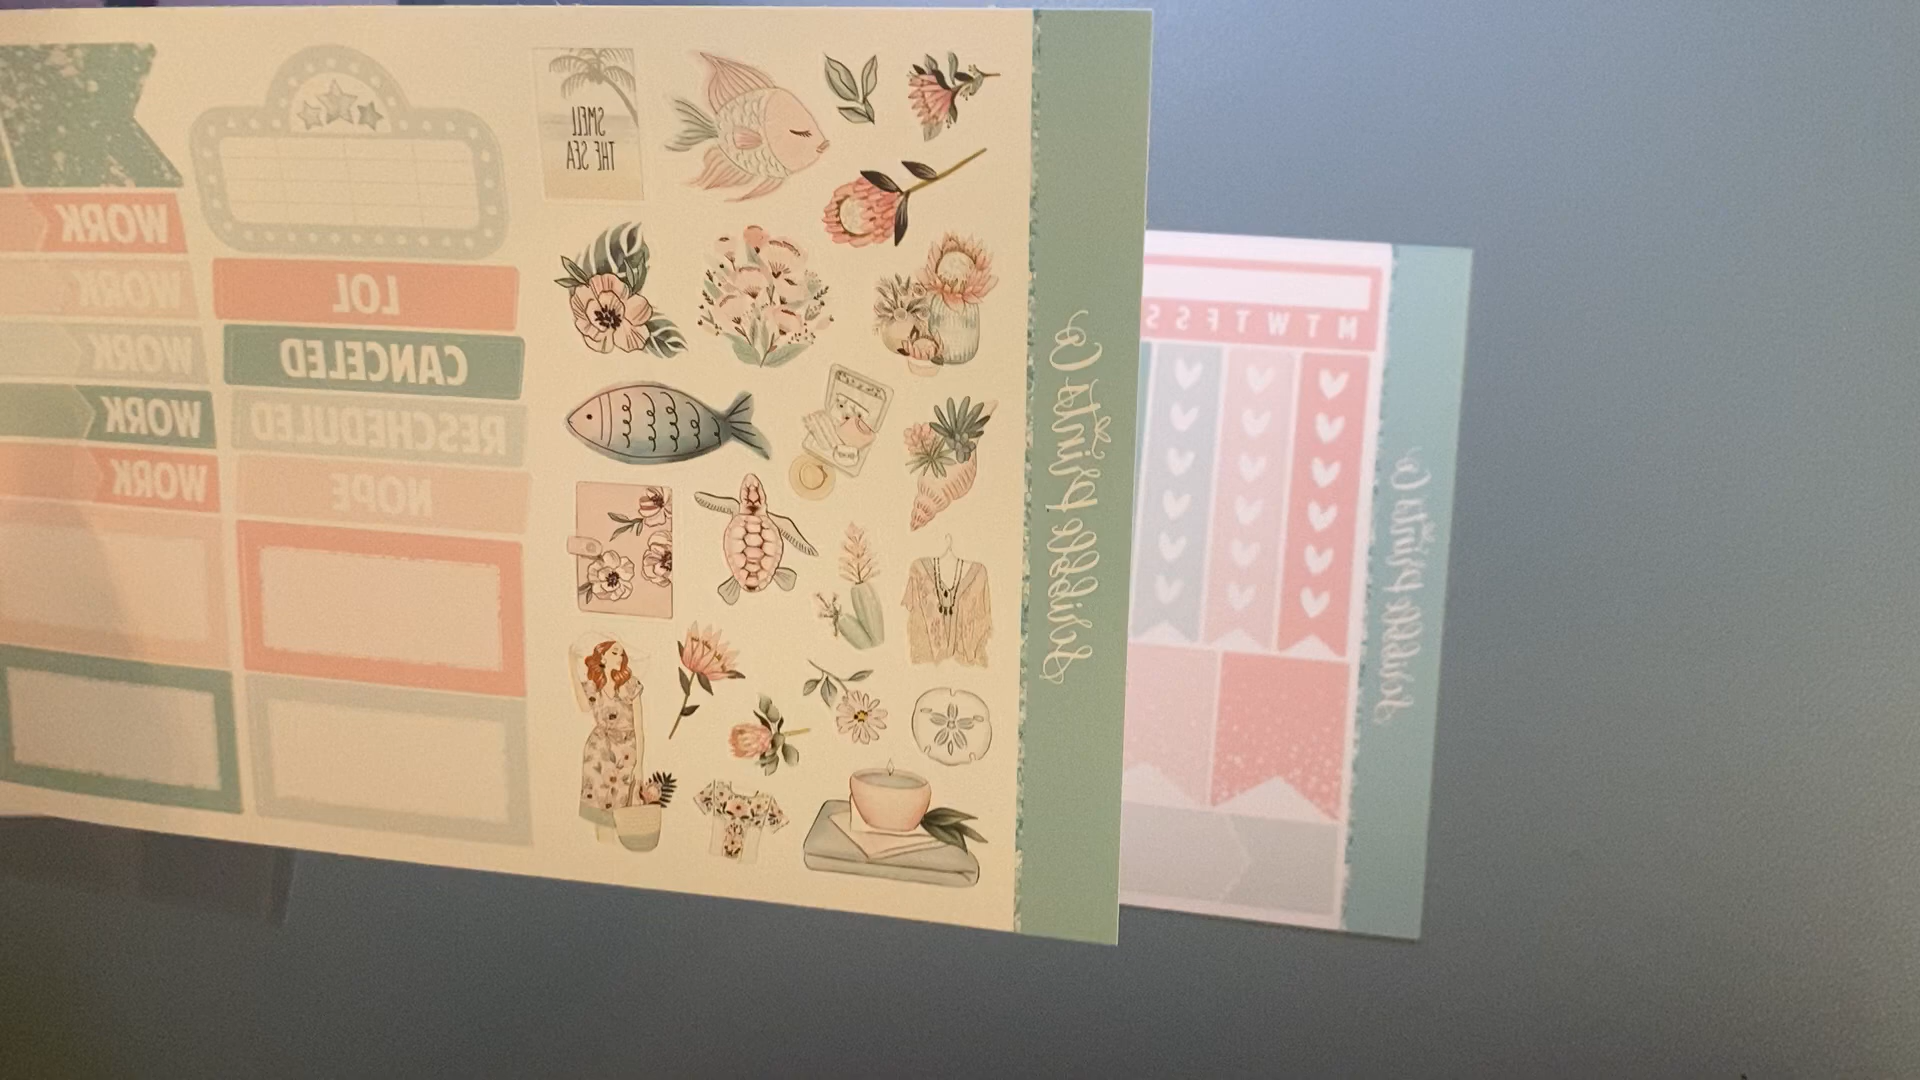 SMELL
THE SEA
WORK
LOL
WORK
CANCELED
WORK
RESCHEDULED
WORK
NOPE
WORK
M T W T F S S